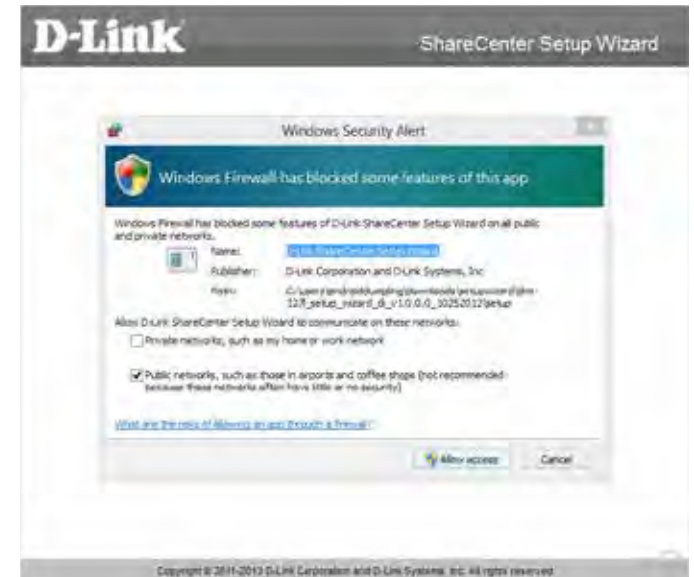 D-Link
ShareCenter Setup Wizard
Windows Security Alert
Windows Firewall has blocked some features of this app
Windows Firewall has blocked some features of D-Link ShareCenter Setup Wizard on all public
and private networks.
Name: D-Link ShareCenter Setup Wizard
Publisher: D-Link Corporation and D-Link Systems, Inc
Path:
setup
Allow D-Link ShareCenter Setup Wizard to communicate on these networks:
Private networks, such as my home or work network
Public networks, such as those in airports and coffee shops (not recommended
because these networks often have little or no security)
What are the risks of allowing an app through a firewall?
Allow access
Cancel
Copyright © 2011-2013 D-Link Corporation and D-Link Systems, Inc. All rights reserved